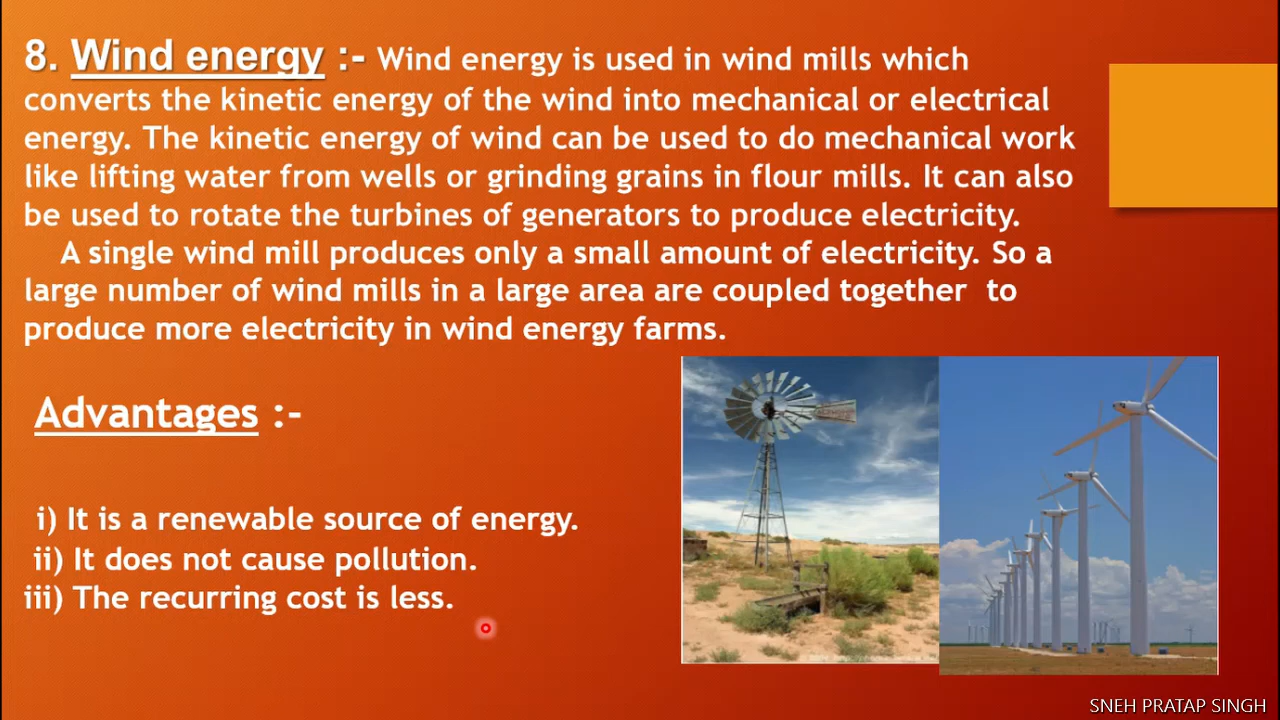 8. Wind energy :- Wind energy is used in wind mills which
converts the kinetic energy of the wind into mechanical or electrical
energy. The kinetic energy of wind can be used to do mechanical work
like lifting water from wells or grinding grains in flour mills. It can also
be used to rotate the turbines of generators to produce electricity.
A single wind mill produces only a small amount of electricity. So a
large number of wind mills in a large area are coupled together to
produce more electricity in wind energy farms.
Advantages :-
i) It is a renewable source of energy.
ii) It does not cause pollution.
iii) The recurring cost is less.
SNEH PRATAP SINGH